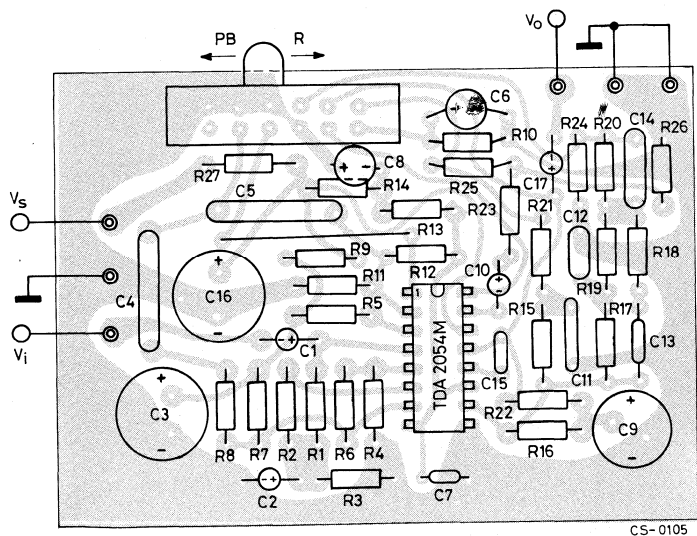 Vo
PB R
C6
R24 R20 C14 R26
R10
R27
C8
R14
R25
C17
C5
R23
R21
C12
Vs
R13
R9
R12
R18
C4
C16
R11
C10
R19
1
R5
R15
R17
Vi
C1
TDA 2054M
C13
C15
C11
C3
R22
C9
R8 R7 R2 R1 R6 R4
R16
C2
R3
C7
CS-0105